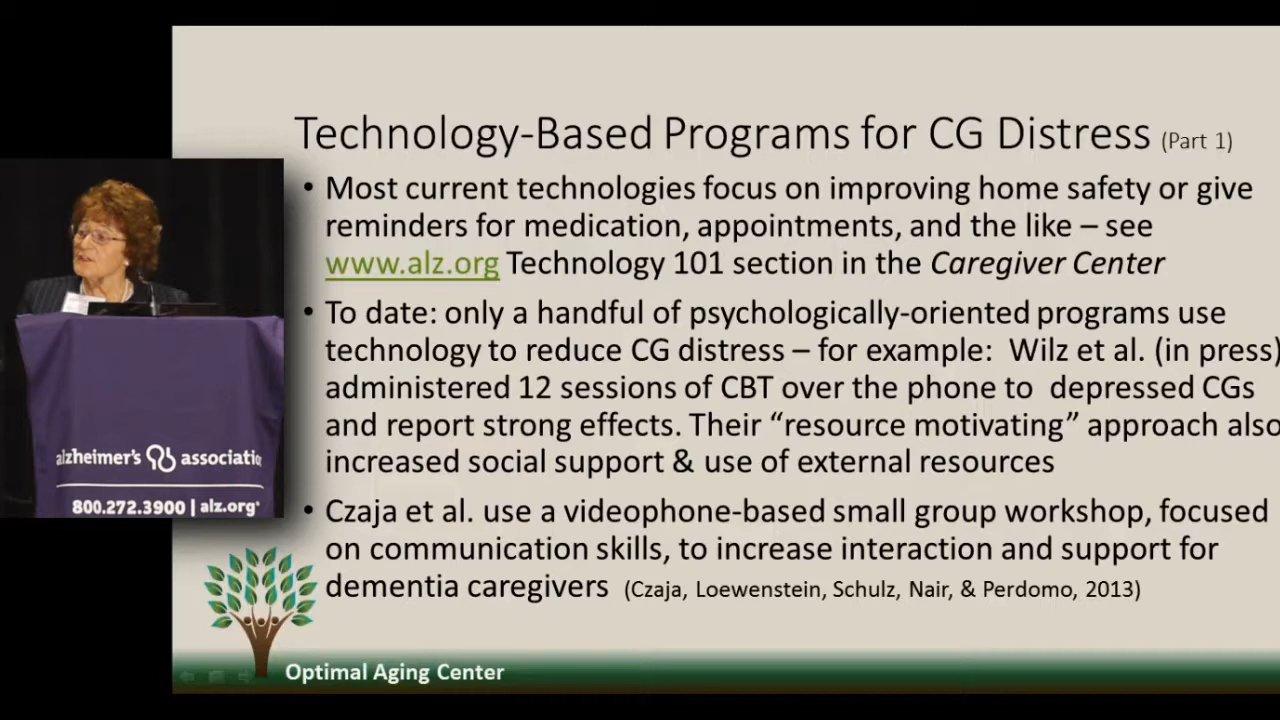 Technology-Based Programs for CG Distress (Part 1)
• Most current technologies focus on improving home safety or give
reminders for medication, appointments, and the like – see
www.alz.org Technology 101 section in the Caregiver Center
• To date: only a handful of psychologically-oriented programs use
technology to reduce CG distress – for example:  Wilz et al. (in press)
administered 12 sessions of CBT over the phone to  depressed CGs
and report strong effects. Their “resource motivating” approach also
increased social support & use of external resources
• Czaja et al. use a videophone-based small group workshop, focused
on communication skills, to increase interaction and support for
dementia caregivers  (Czaja, Loewenstein, Schulz, Nair, & Perdomo, 2013)
Optimal Aging Center
alzheimer's associatio
800.272.3900 | alz.org®